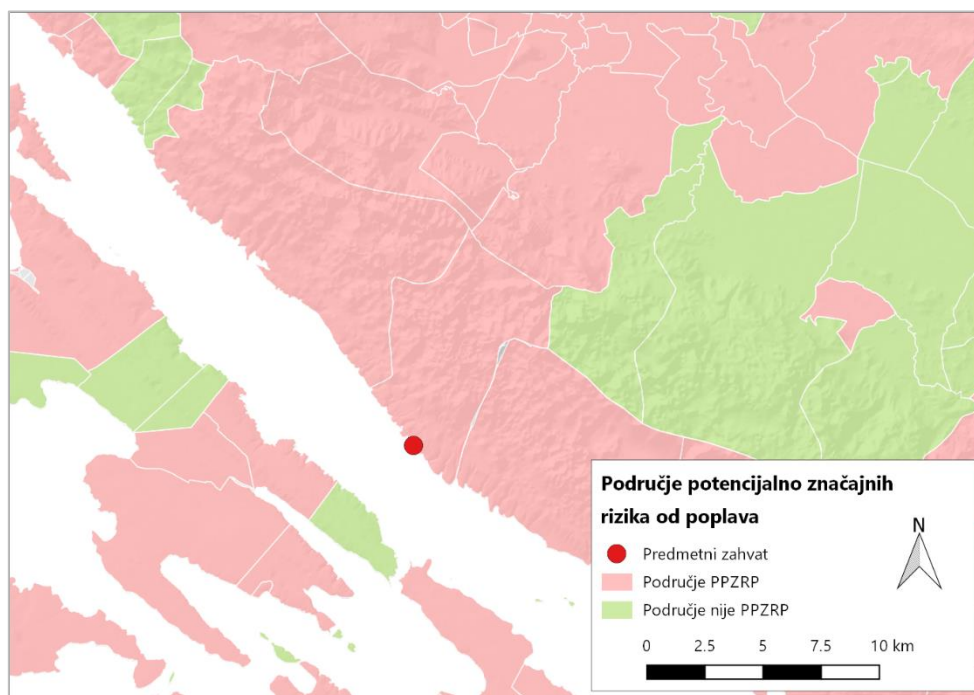 Područje potencijalno značajnih
rizika od poplava
N
Predmetni zahvat
Područje PPZRP
Područje nije PPZRP
0 2.5 5 7.5 10 km